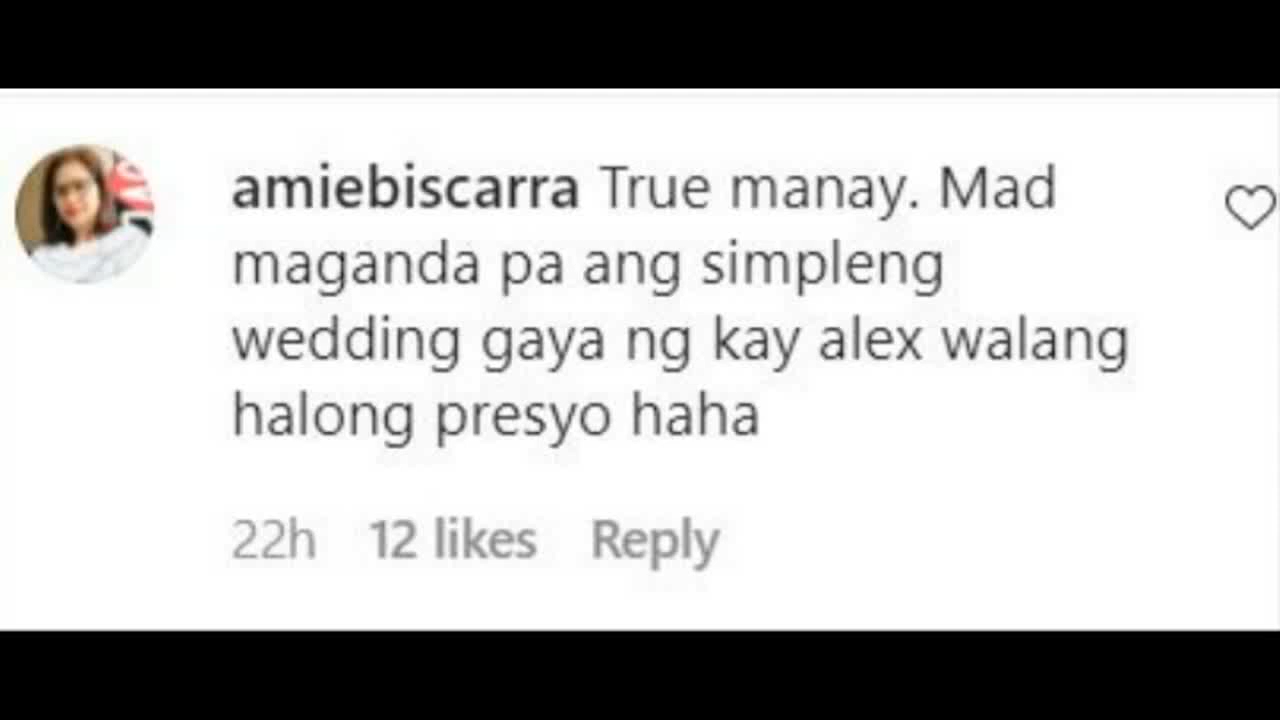 amiebiscarra True manay. Mad
maganda pa ang simpleng
wedding gaya ng kay alex walang
halong presyo haha
22h 12 likes Reply